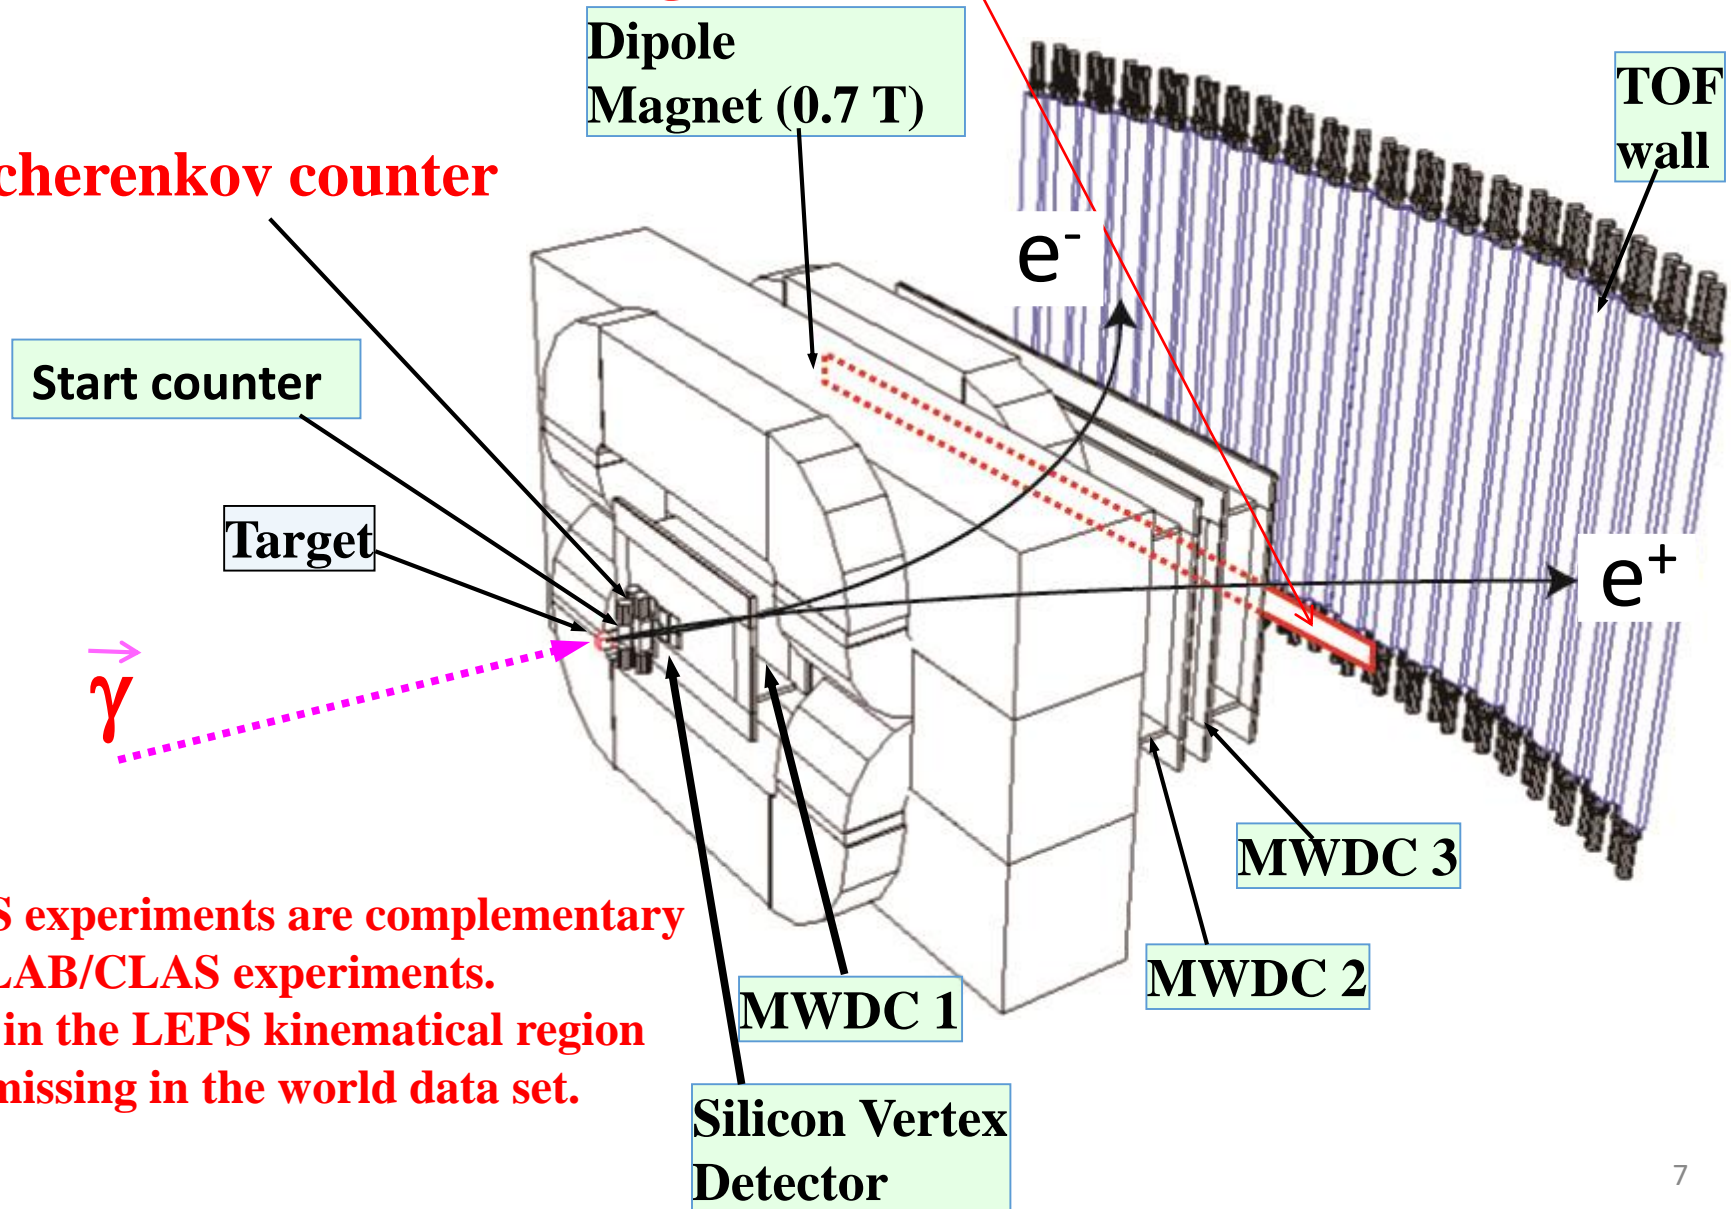 Dipole
Magnet (0.7 T)
TOF
wall
cherenkov counter
e-
Start counter
Target
e+
γ
MWDC 3
S experiments are complementary
LAB/CLAS experiments.
MWDC 2
MWDC 1
in the LEPS kinematical region
missing in the world data set.
Silicon Vertex
Detector
7